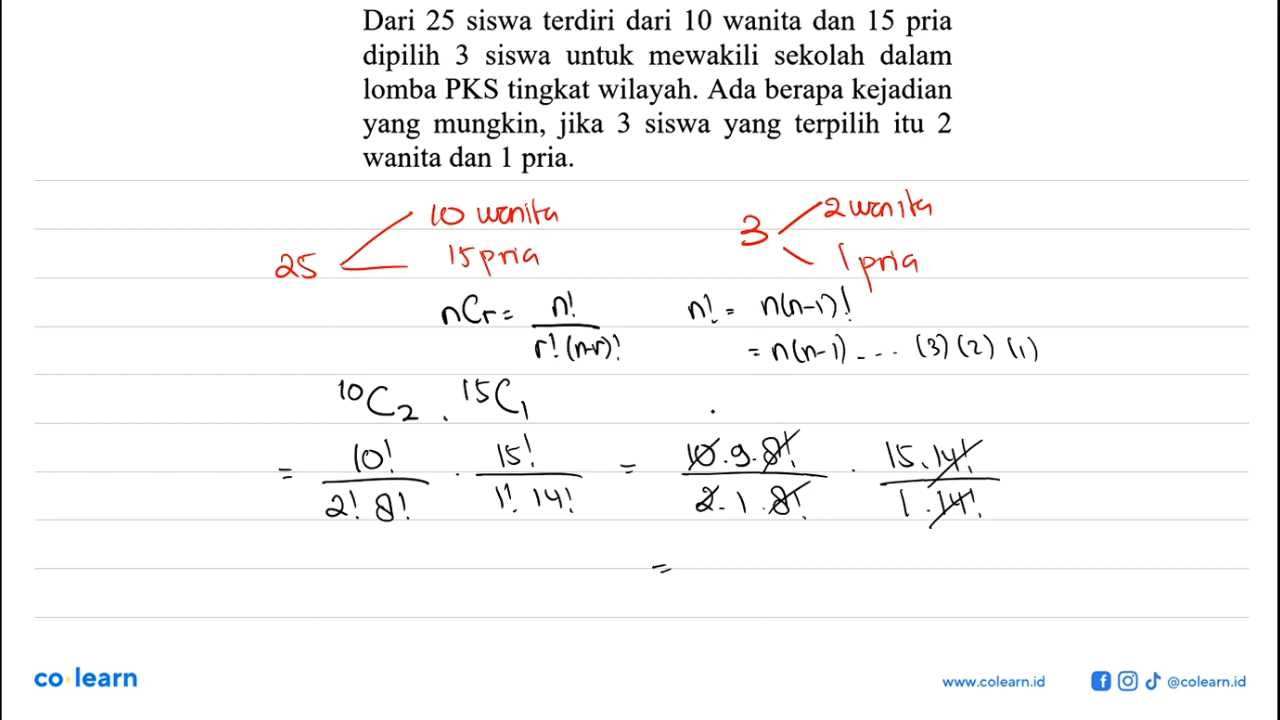 Dari 25 siswa terdiri dari 10 wanita dan 15 pria
dipilih 3 siswa untuk mewakili sekolah dalam
lomba PKS tingkat wilayah. Ada berapa kejadian
yang mungkin, jika 3 siswa yang terpilih itu 2
wanita dan 1 pria.
25 < 10 wanita
15 pria
3 < 2 wanita
1 pria
nCr = n! / r! (n-r)!
n! = n(n-1)!
= n(n-1) --- (3) (2) (1)
¹⁰C₂ . ¹⁵C₁
= 10! / 2! 8! . 15! / 1! 14! = 10.9.8! / 2.1.8! . 15.14! / 1.14!
=
co learn
www.colearn.id
@colearn.id